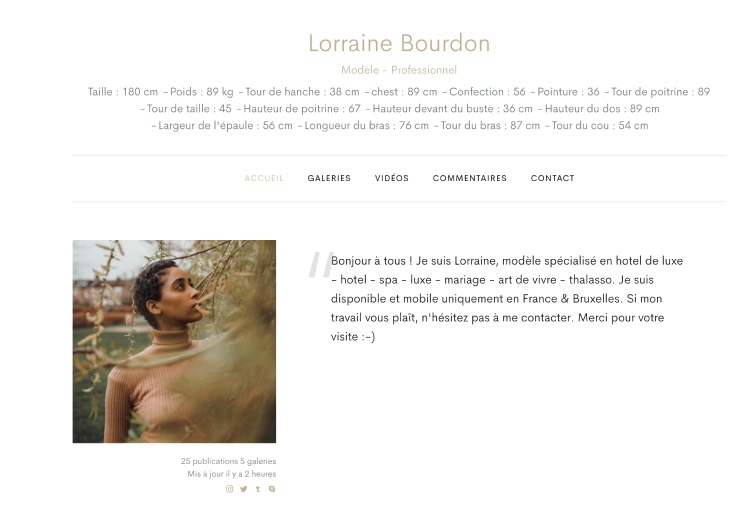 Lorraine Bourdon
Modèle - Professionnel
Taille : 180 cm - Poids : 89 kg - Tour de hanche : 38 cm - chest : 89 cm - Confection : 56 - Pointure : 36 - Tour de poitrine : 89
- Tour de taille : 45 - Hauteur de poitrine : 67 - Hauteur devant du buste : 36 cm - Hauteur du dos : 89 cm
- Largeur de l'épaule : 56 cm - Longueur du bras : 76 cm - Tour du bras : 87 cm - Tour du cou : 54 cm
ACCUEIL GALERIES VIDÉOS COMMENTAIRES CONTACT
Bonjour à tous ! Je suis Lorraine, modèle spécialisé en hotel de luxe
- hotel - spa - luxe - mariage - art de vivre - thalasso. Je suis
disponible et mobile uniquement en France & Bruxelles. Si mon
travail vous plaît, n'hésitez pas à me contacter. Merci pour votre
visite :-)
25 publications 5 galeries
Mis à jour il y a 2 heures